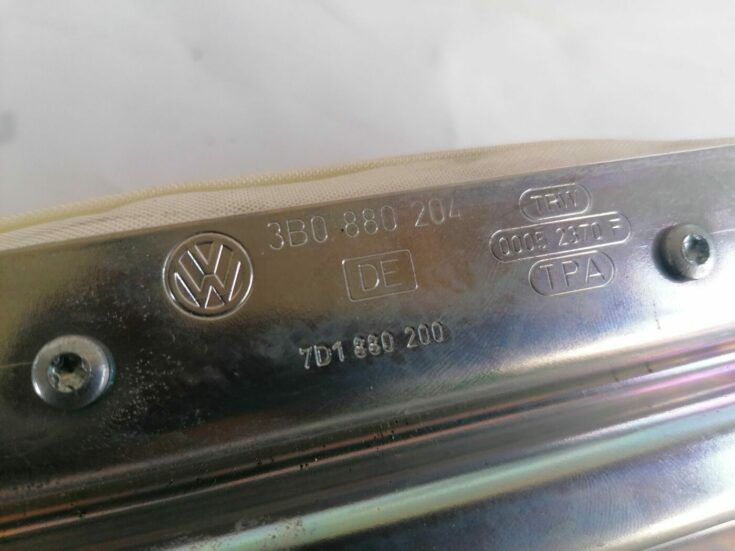 3B0 880 204
DE
7D1 880 200
TRW
0005 2370 F
TPA